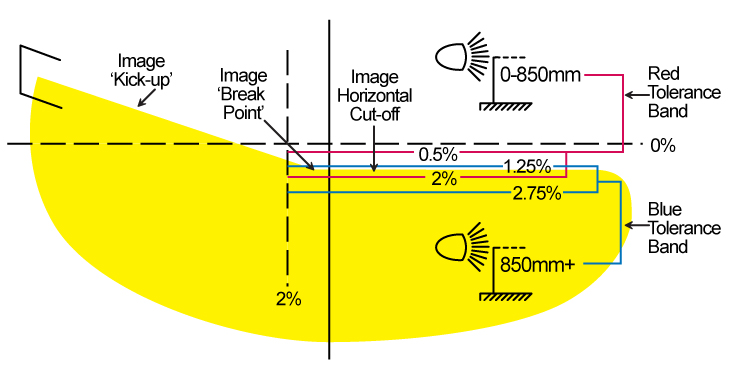 Image
'Kick-up'
Image
'Break
Point'
Image
Horizontal
Cut-off
0-850mm
Red
Tolerance
Band
0%
0.5%
1.25%
2%
2.75%
Blue
Tolerance
Band
850mm+
2%